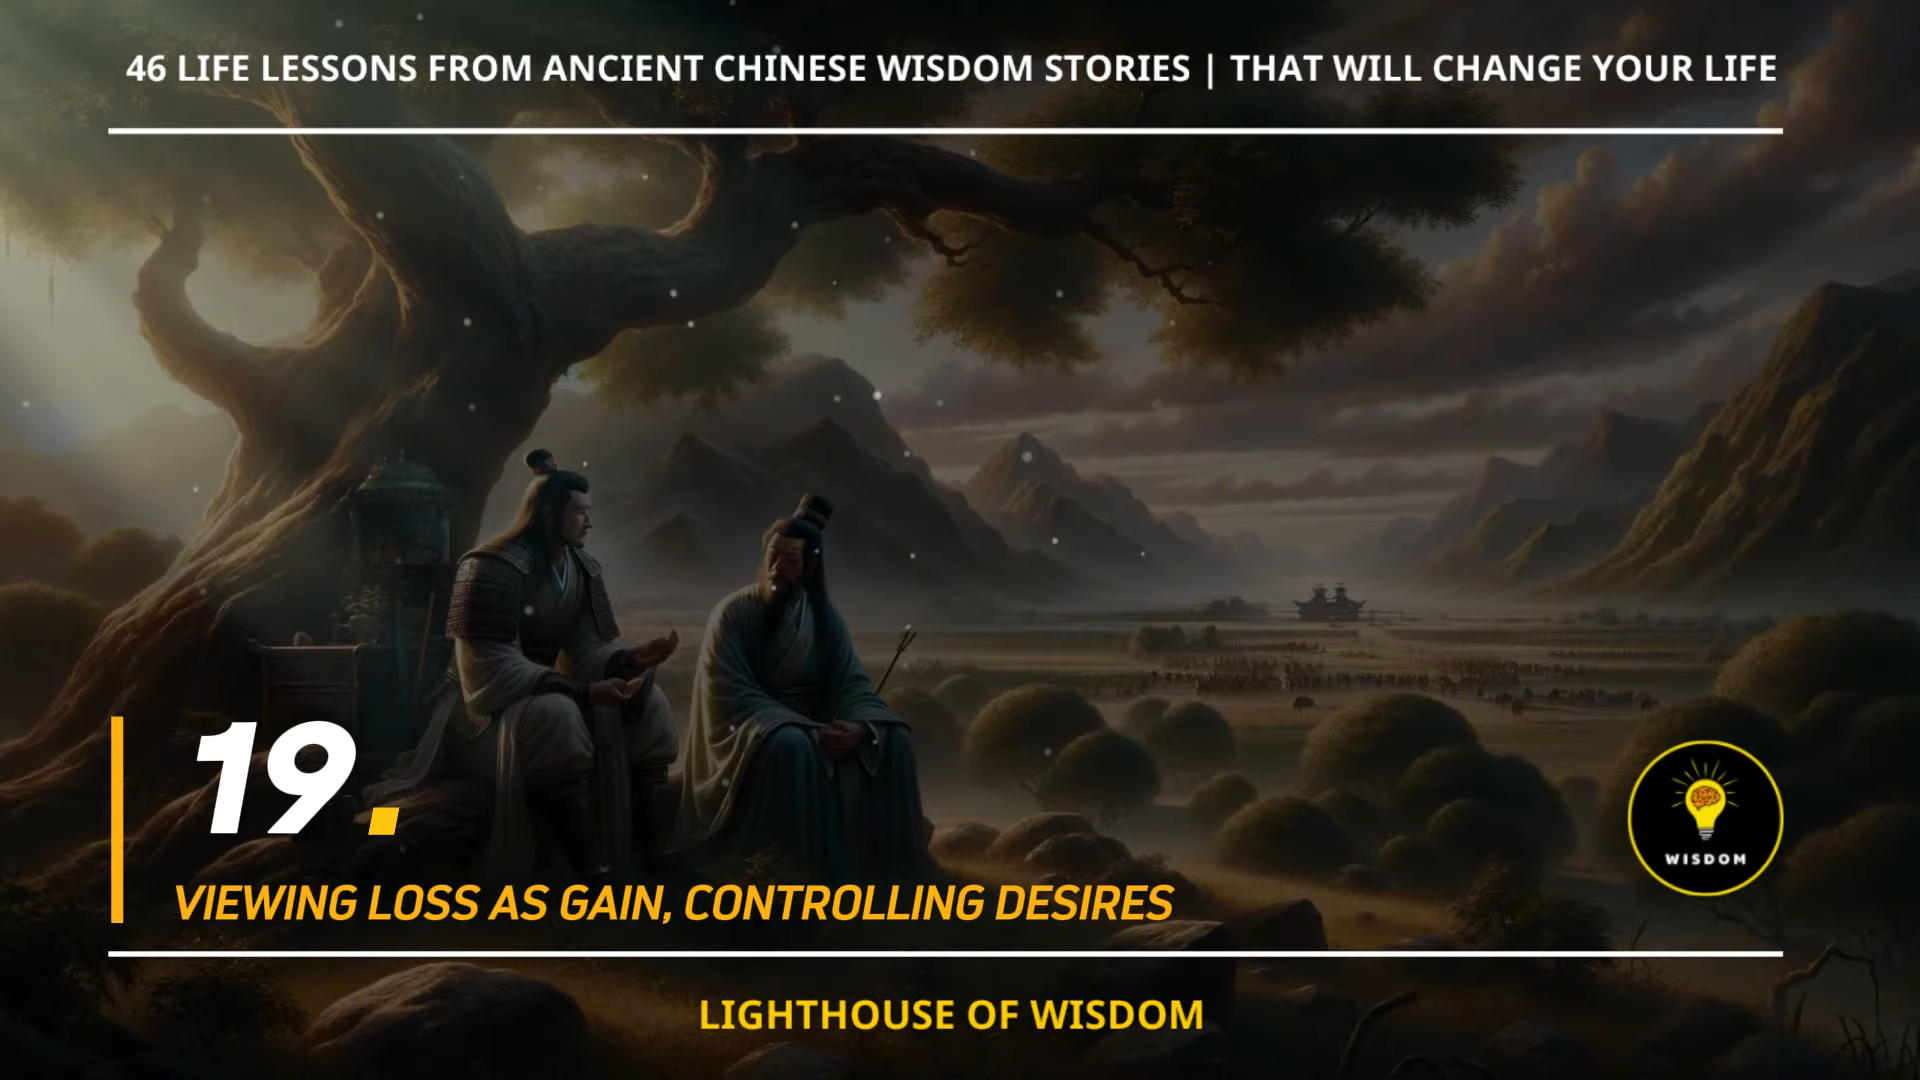 46 LIFE LESSONS FROM ANCIENT CHINESE WISDOM STORIES | THAT WILL CHANGE YOUR LIFE
19.
VIEWING LOSS AS GAIN, CONTROLLING DESIRES
WISDOM
LIGHTHOUSE OF WISDOM